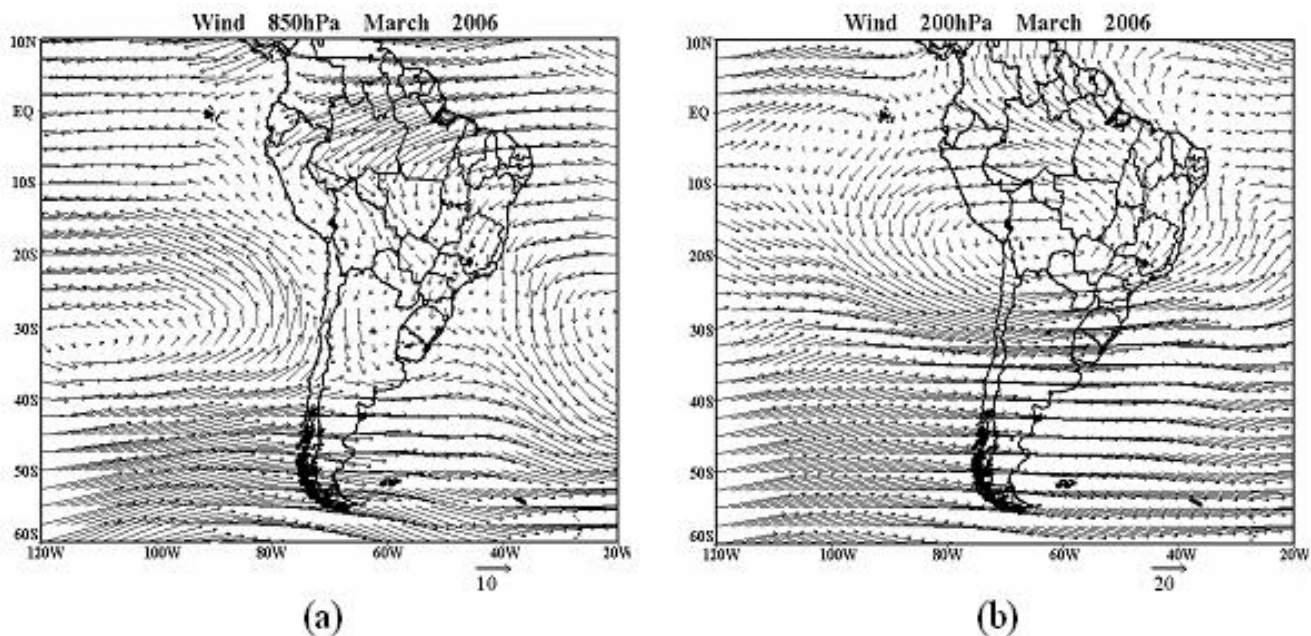 Wind 850hPa March 2006
10N
EQ
10S
20S
30S
40S
50S
60S
120W 100W 80W 60W 40W 20W
10
(a)
Wind 200hPa March 2006
10N
EQ
10S
20S
30S
40S
50S
60S
120W 100W 80W 60W 40W 20W
20
(b)